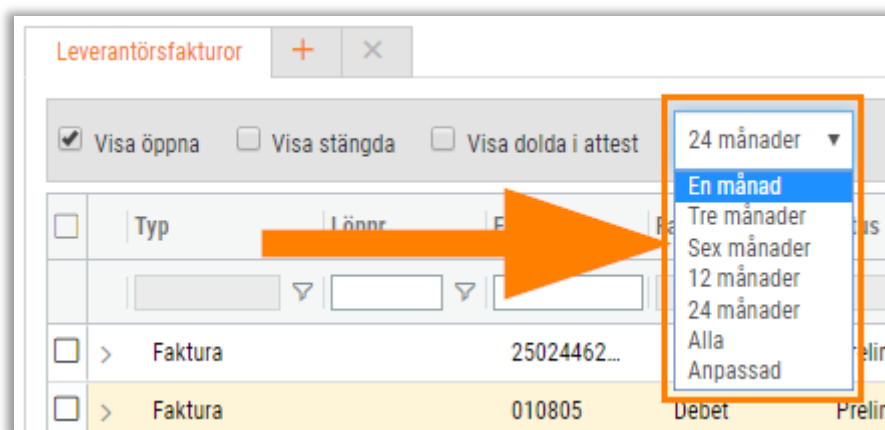 Leverantörsfakturor + ×
Visa öppna Visa stängda Visa dolda i attest 24 månader
En månad
Typ Löpnr Tre månader
Sex månader
12 månader
24 månader
Faktura 25024462... Alla
Anpassad
Faktura 010805 Debet